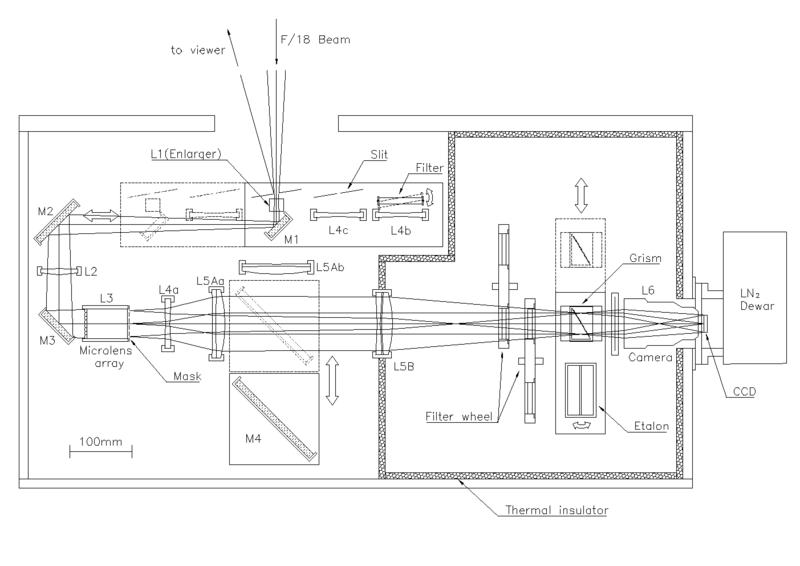 F/18 Beam
to viewer
L1(Enlarger)
Slit
Filter
M2
M1
L4c
L4b
L2
L5Ab
L3
L4a
L5Aa
Grism
L6
LN₂
Dewar
M3
Microlens
array
Mask
L5B
Camera
CCD
Filter wheel
Etalon
M4
100mm
Thermal insulator